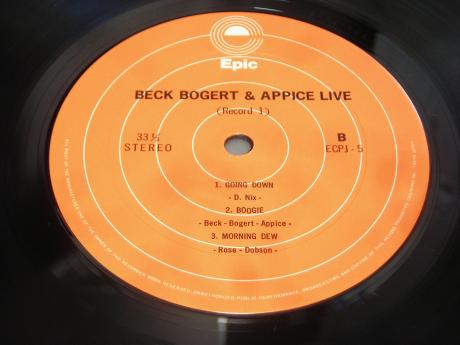 Epic
BECK BOGERT & APPICE LIVE
(Record 1)
33⅓
STEREO
B
ECPJ-5
1. GOING DOWN
- D. Nix -
2. BOOGIE
- Beck - Bogert - Appice -
3. MORNING DEW
- Rose - Dobson -